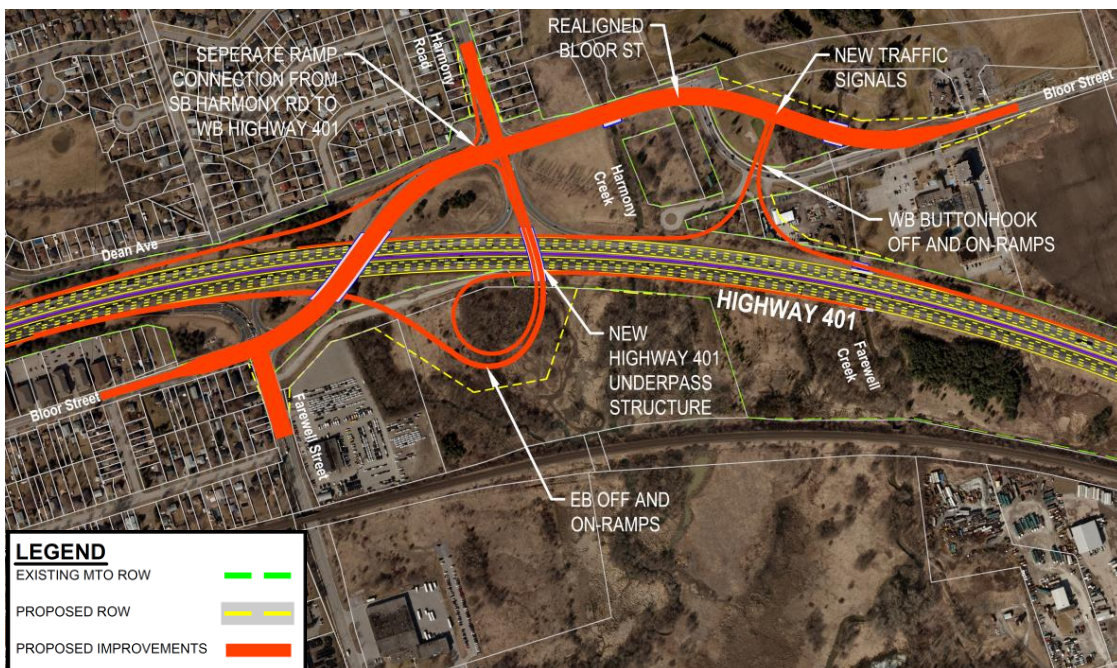 SEPERATE RAMP
CONNECTION FROM
SB HARMONY RD TO
WB HIGHWAY 401
Harmony
Road
REALIGNED
BLOOR ST
NEW TRAFFIC
SIGNALS
Bloor Street
Harmony
Creek
WB BUTTONHOOK
OFF AND ON-RAMPS
Dean Ave
HIGHWAY 401
NEW
HIGHWAY 401
UNDERPASS
STRUCTURE
Farewell
Creek
Bloor Street
Farewell Street
EB OFF AND
ON-RAMPS
LEGEND
EXISTING MTO ROW
PROPOSED ROW
PROPOSED IMPROVEMENTS